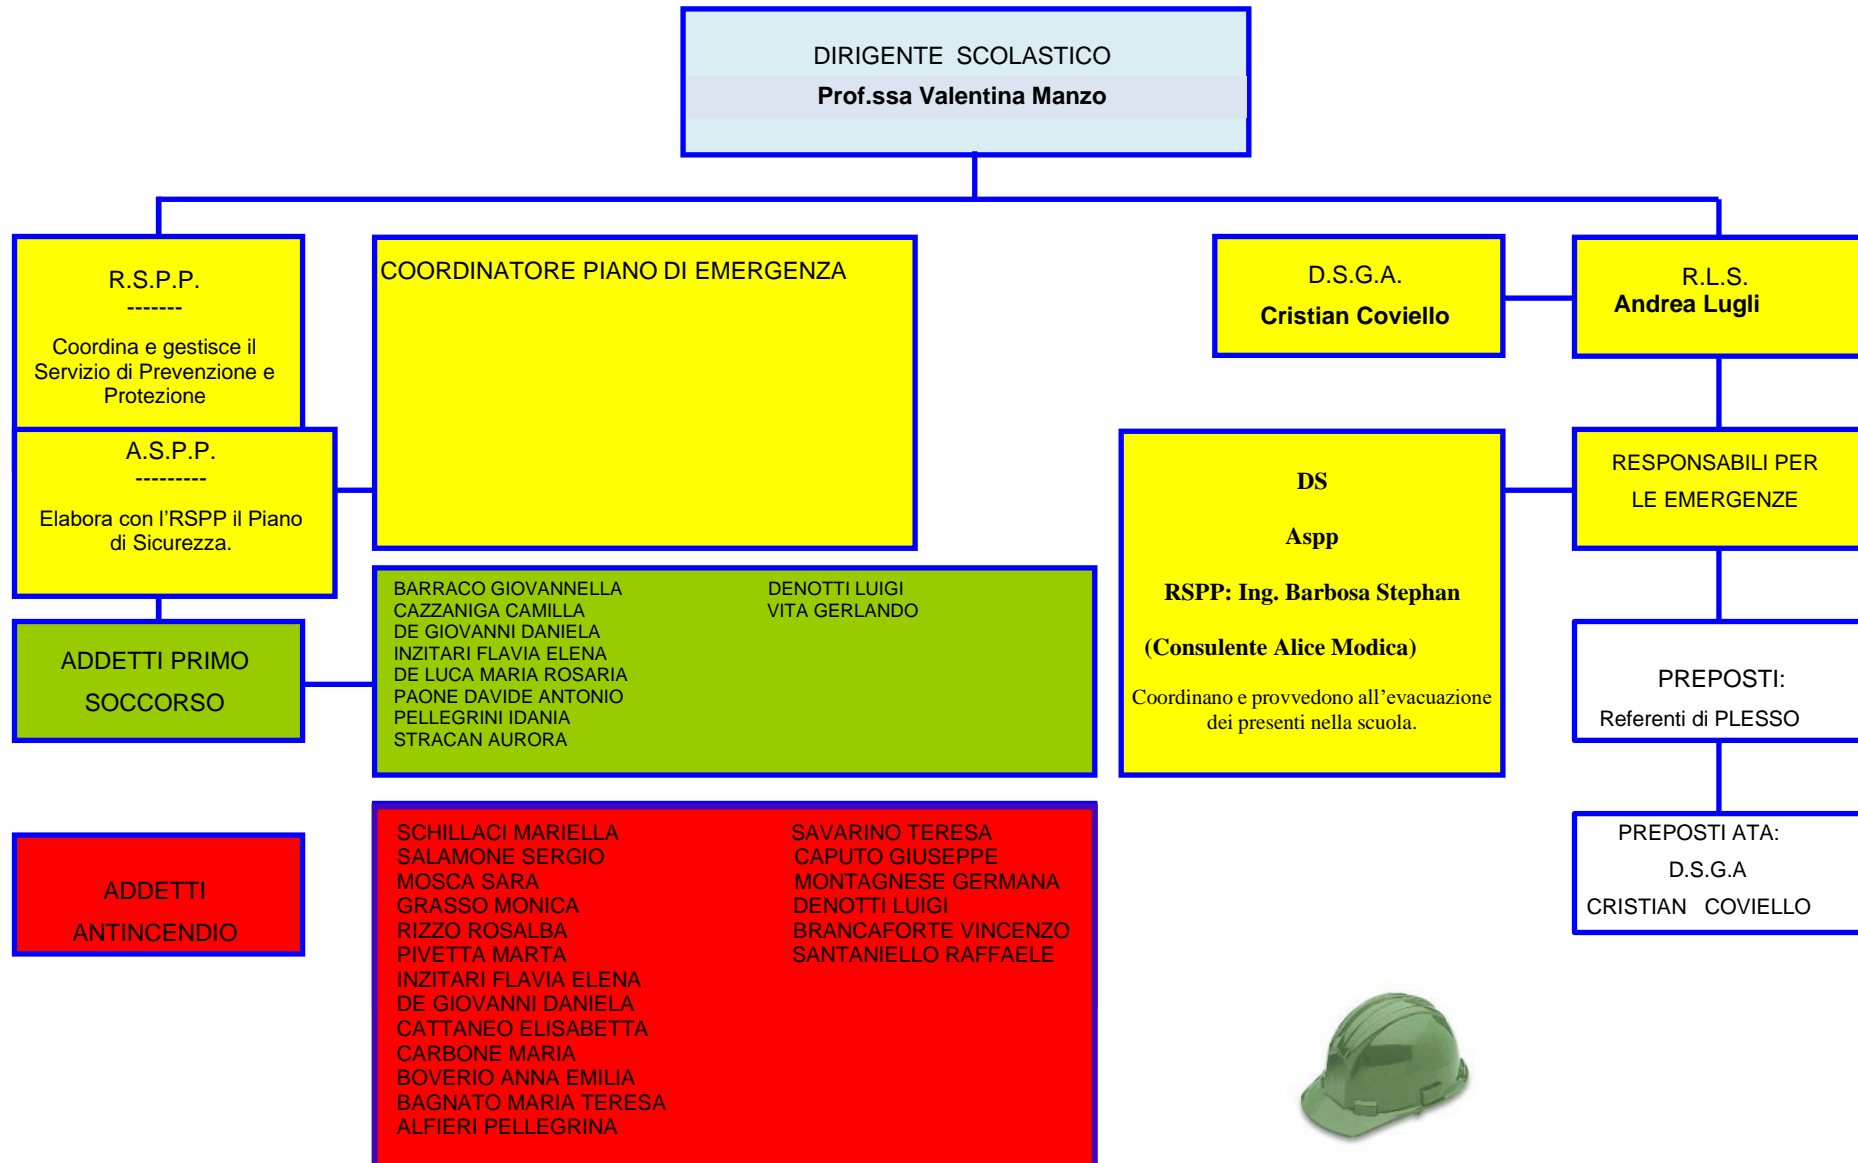 DIRIGENTE  SCOLASTICO
Prof.ssa Valentina Manzo
R.S.P.P.
-------
Coordina e gestisce il
Servizio di Prevenzione e
Protezione
COORDINATORE PIANO DI EMERGENZA
D.S.G.A.
Cristian Coviello
R.L.S.
Andrea Lugli
A.S.P.P.
---------
Elabora con l’RSPP il Piano
di Sicurezza.
DS
Aspp
RSPP: Ing. Barbosa Stephan
(Consulente Alice Modica)
Coordinano e provvedono all’evacuazione
dei presenti nella scuola.
RESPONSABILI PER
LE EMERGENZE
ADDETTI PRIMO
SOCCORSO
BARRACO GIOVANNELLA
CAZZANIGA CAMILLA
DE GIOVANNI DANIELA
INZITARI FLAVIA ELENA
DE LUCA MARIA ROSARIA
PAONE DAVIDE ANTONIO
PELLEGRINI IDANIA
STRACAN AURORA
DENOTTI LUIGI
VITA GERLANDO
PREPOSTI:
Referenti di PLESSO
ADDETTI
ANTINCENDIO
SCHILLACI MARIELLA
SALAMONE SERGIO
MOSCA SARA
GRASSO MONICA
RIZZO ROSALBA
PIVETTA MARTA
INZITARI FLAVIA ELENA
DE GIOVANNI DANIELA
CATTANEO ELISABETTA
CARBONE MARIA
BOVERIO ANNA EMILIA
BAGNATO MARIA TERESA
ALFIERI PELLEGRINA
SAVARINO TERESA
CAPUTO GIUSEPPE
MONTAGNESE GERMANA
DENOTTI LUIGI
BRANCAFORTE VINCENZO
SANTANIELLO RAFFAELE
PREPOSTI ATA:
D.S.G.A
CRISTIAN   COVIELLO